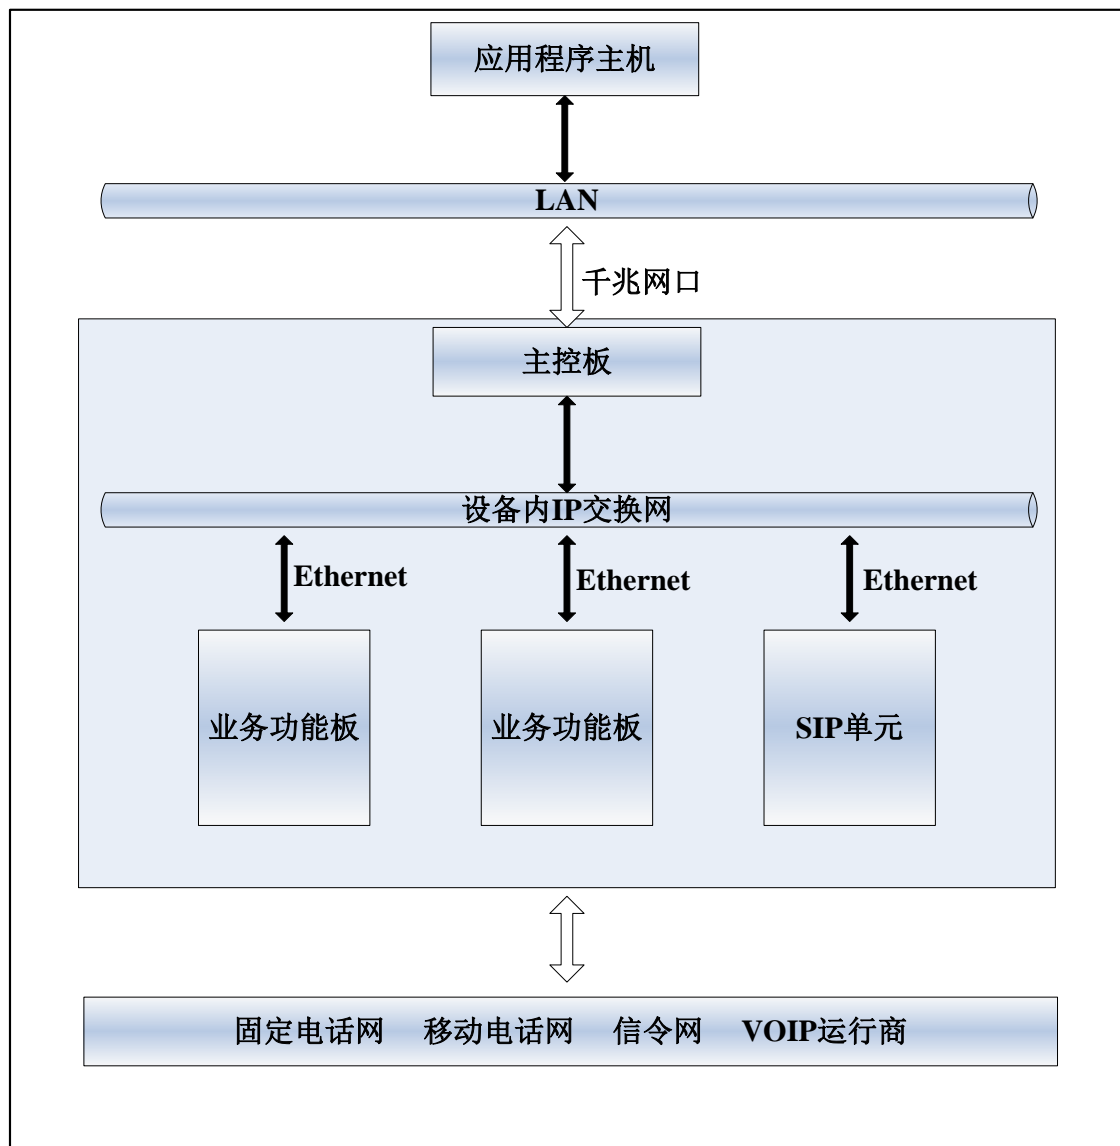 应用程序主机
LAN
千兆网口
主控板
设备内IP交换网
Ethernet
Ethernet
Ethernet
业务功能板
业务功能板
SIP单元
固定电话网 移动电话网 信令网 VOIP运行商